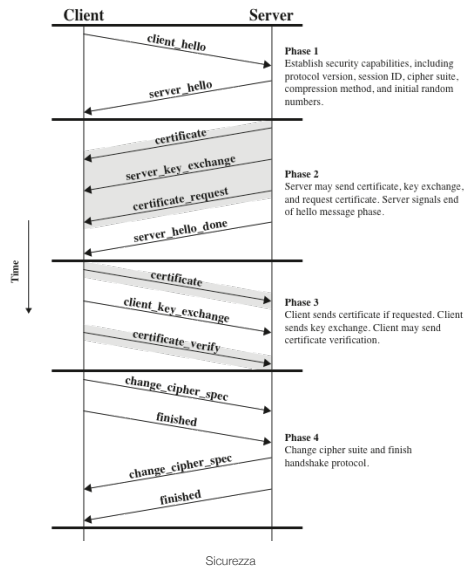 Client Server
client_hello
server_hello
Phase 1
Establish security capabilities, including
protocol version, session ID, cipher suite,
compression method, and initial random
numbers.
certificate
server_key_exchange
certificate_request
server_hello_done
Phase 2
Server may send certificate, key exchange,
and request certificate. Server signals end
of hello message phase.
Time
certificate
client_key_exchange
certificate_verify
Phase 3
Client sends certificate if requested. Client
sends key exchange. Client may send
certificate verification.
change_cipher_spec
finished
change_cipher_spec
finished
Phase 4
Change cipher suite and finish
handshake protocol.
Sicurezza